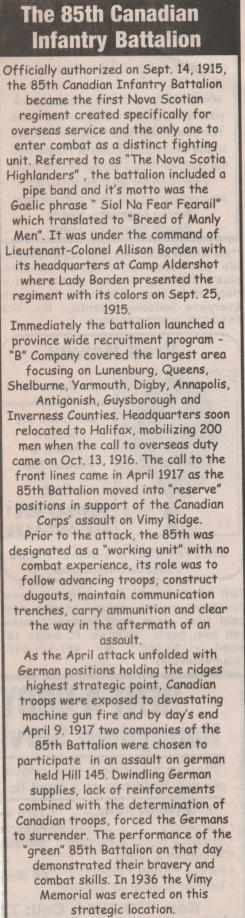 The 85th Canadian
Infantry Battalion
Officially authorized on Sept. 14, 1915,
the 85th Canadian Infantry Battalion
became the first Nova Scotian
regiment created specifically for
overseas service and the only one to
enter combat as a distinct fighting
unit. Referred to as "The Nova Scotia
Highlanders" , the battalion included a
pipe band and it's motto was the
Gaelic phrase " Siol Na Fear Fearail"
which translated to "Breed of Manly
Men". It was under the command of
Lieutenant-Colonel Allison Borden with
its headquarters at Camp Aldershot
where Lady Borden presented the
regiment with its colors on Sept. 25,
1915.
Immediately the battalion launched a
province wide recruitment program -
"B" Company covered the largest area
focusing on Lunenburg, Queens,
Shelburne, Yarmouth, Digby, Annapolis,
Antigonish, Guysborough and
Inverness Counties. Headquarters soon
relocated to Halifax, mobilizing 200
men when the call to overseas duty
came on Oct. 13, 1916. The call to the
front lines came in April 1917 as the
85th Battalion moved into "reserve"
positions in support of the Canadian
Corps' assault on Vimy Ridge.
Prior to the attack, the 85th was
designated as a "working unit" with no
combat experience, its role was to
follow advancing troops, construct
dugouts, maintain communication
trenches, carry ammunition and clear
the way in the aftermath of an
assault.
As the April attack unfolded with
German positions holding the ridges
highest strategic point, Canadian
troops were exposed to devastating
machine gun fire and by day's end
April 9, 1917 two companies of the
85th Battalion were chosen to
participate in an assault on german
held Hill 145. Dwindling German
supplies, lack of reinforcements
combined with the determination of
Canadian troops, forced the Germans
to surrender. The performance of the
"green" 85th Battalion on that day
demonstrated their bravery and
combat skills. In 1936 the Vimy
Memorial was erected on this
strategic location.